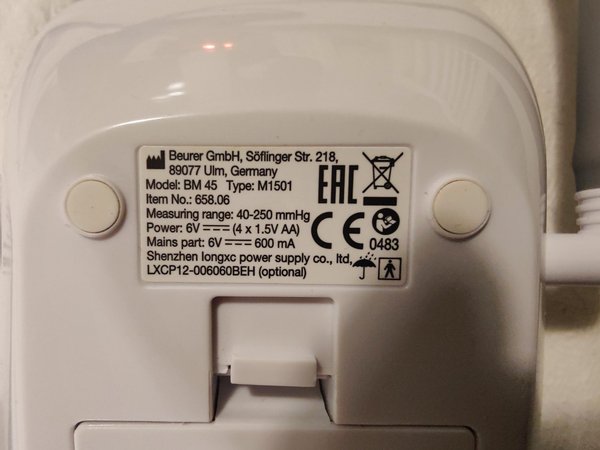 Beurer GmbH, Söflinger Str. 218,
89077 Ulm, Germany
Model: BM 45 Type: M1501
Item No.: 658.06
Measuring range: 40-250 mmHg
Power: 6V (4 x 1.5V AA)
Mains part: 6V 600 mA
Shenzhen longxc power supply co., ltd,
LXCP12-006060BEH (optional)
EAC
CE
0483